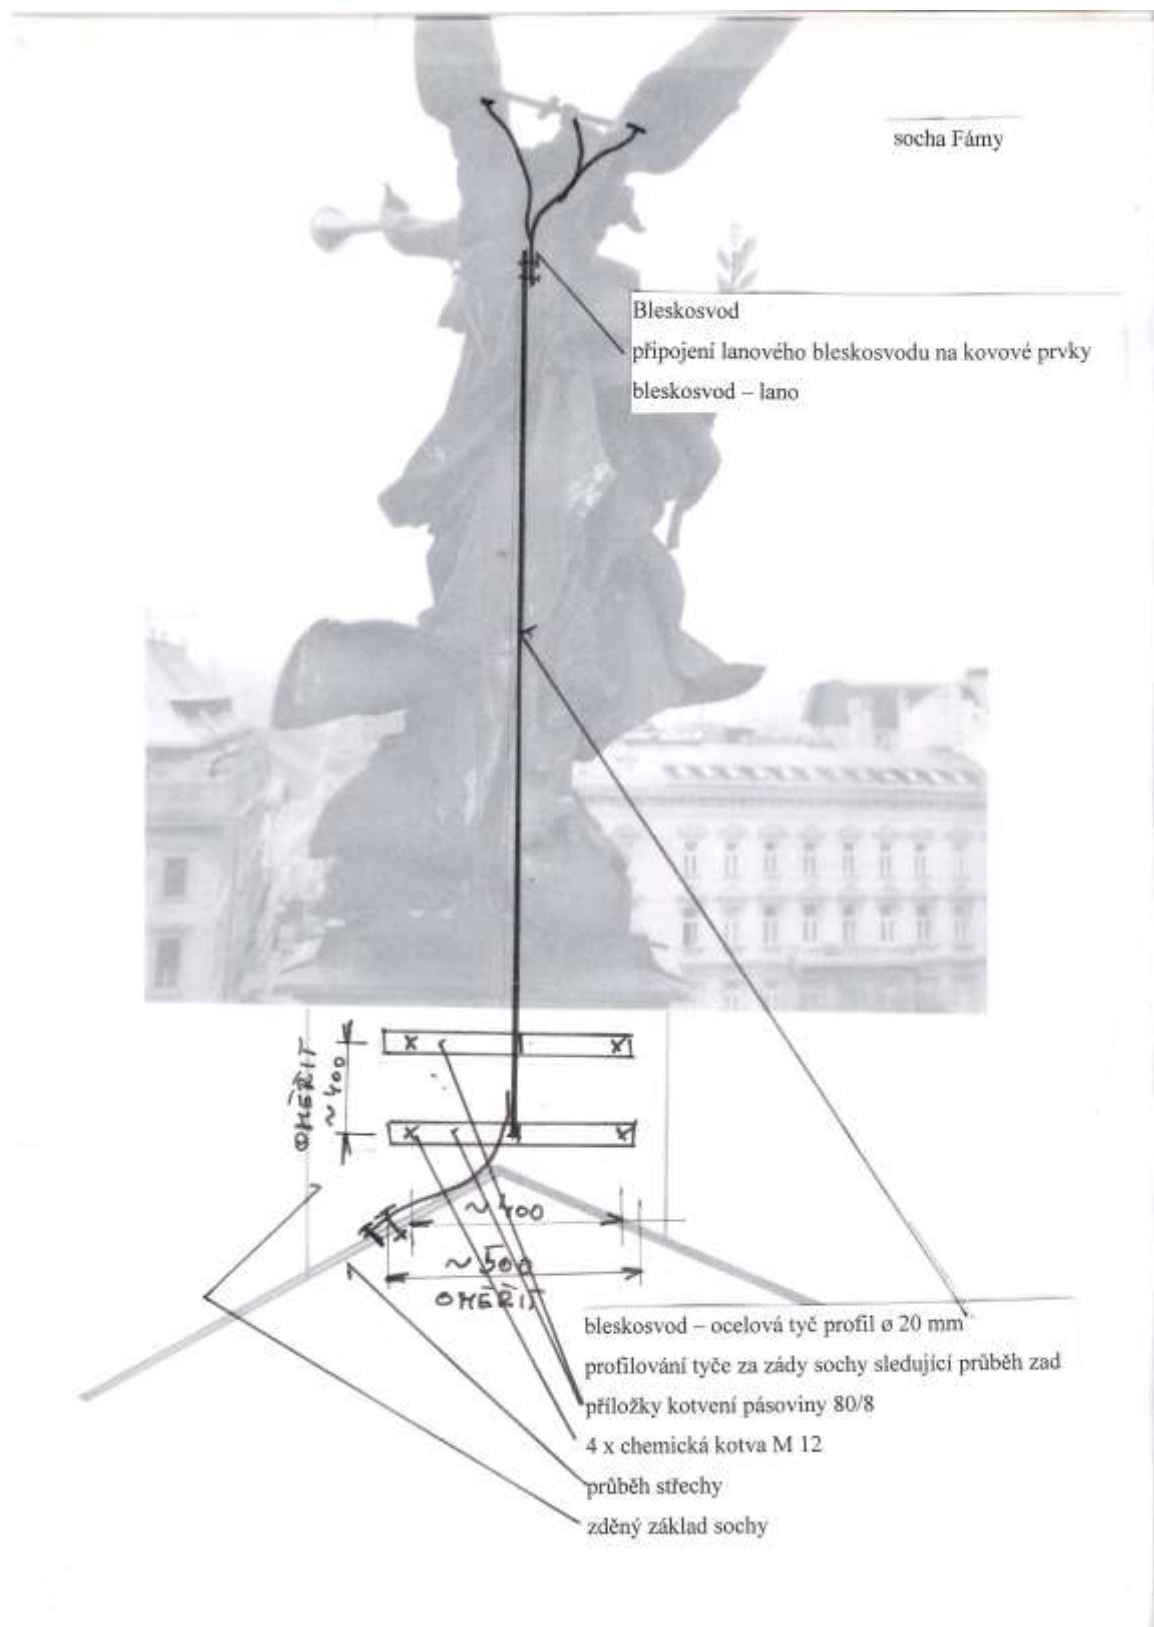 socha Fámy
Bleskosvod
připojení lanového bleskosvodu na kovové prvky
bleskosvod – lano
OMĚŘIT
~400
~400
~500
OMĚŘIT
bleskosvod – ocelová tyč profil ø 20 mm
profilování tyče za zády sochy sledující průběh zad
příložky kotvení pásoviny 80/8
4 x chemická kotva M 12
průběh střechy
zděný základ sochy